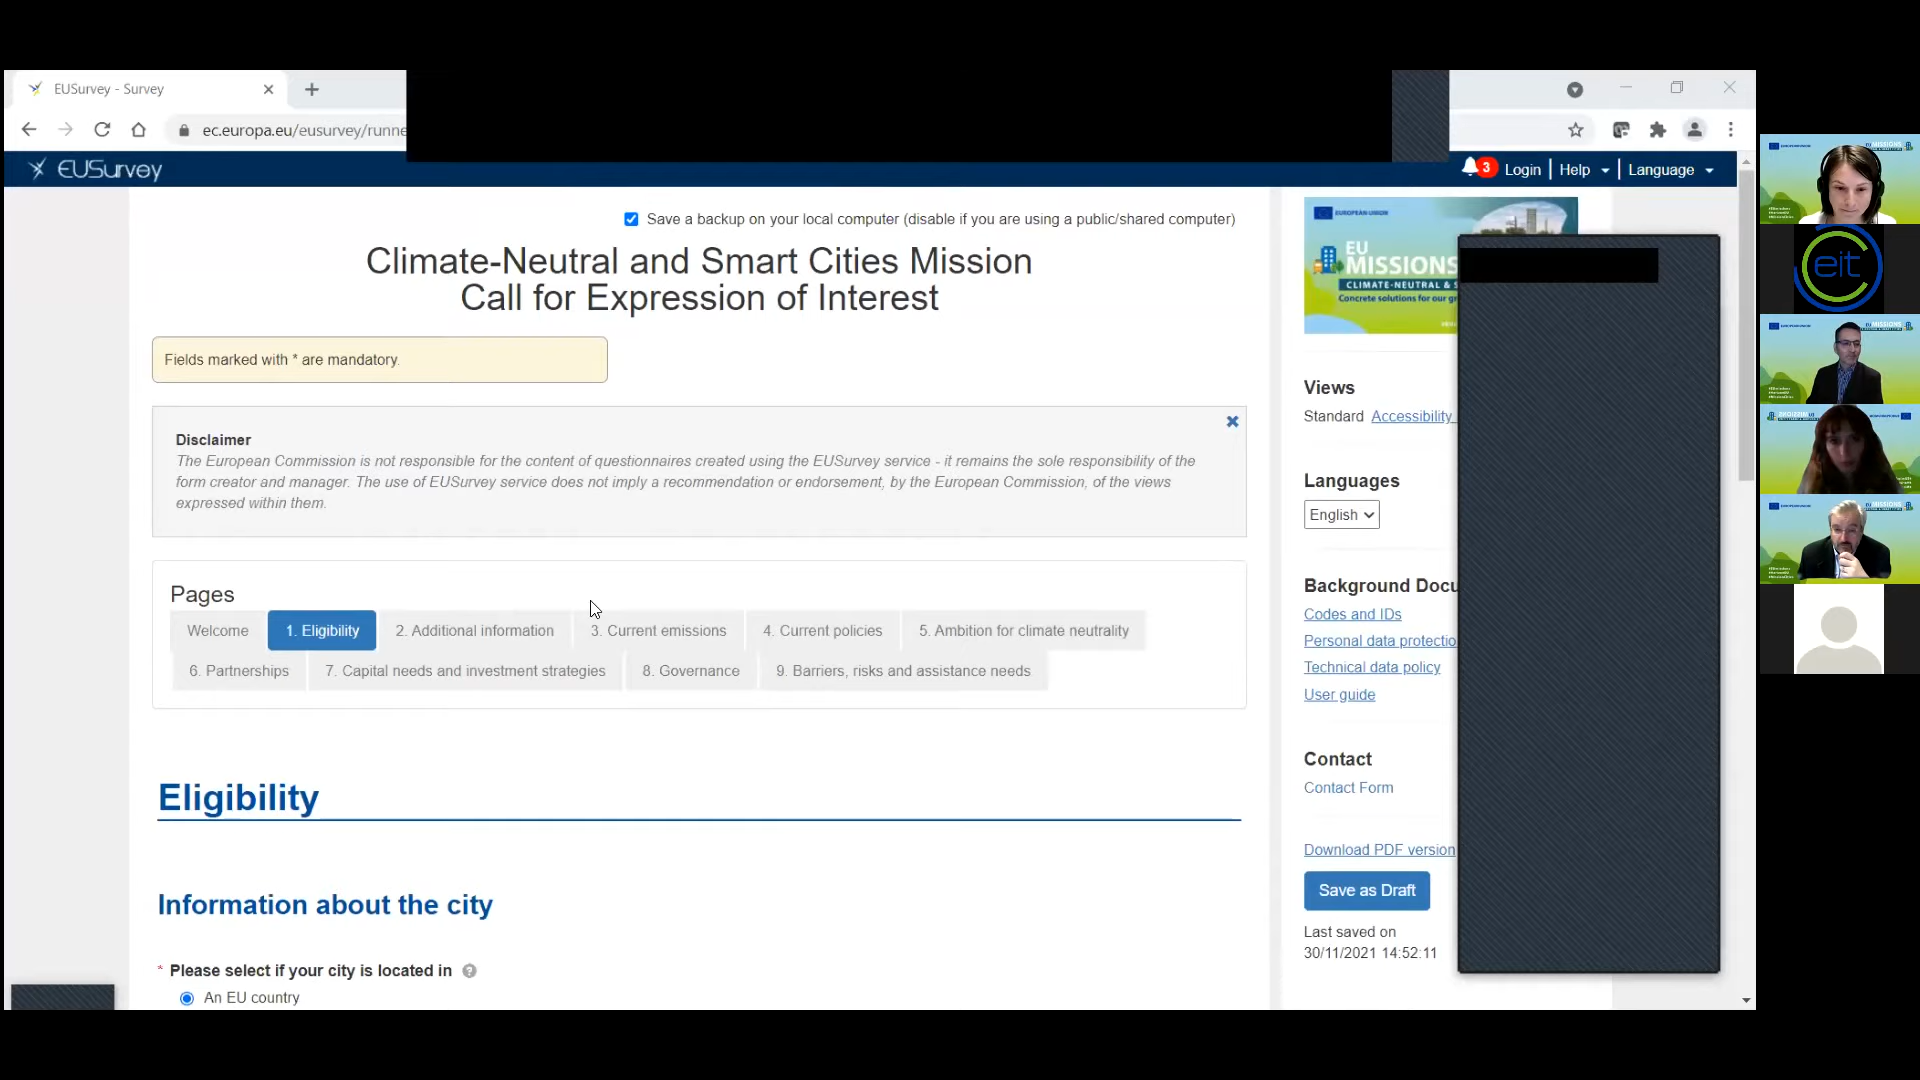 EUSurvey - Survey
ec.europa.eu/eusurvey/runne
EUSurvey
3 Login | Help | Language
Save a backup on your local computer (disable if you are using a public/shared computer)
Climate-Neutral and Smart Cities Mission
Call for Expression of Interest
Fields marked with * are mandatory.
Disclaimer
The European Commission is not responsible for the content of questionnaires created using the EUSurvey service - it remains the sole responsibility of the
form creator and manager. The use of EUSurvey service does not imply a recommendation or endorsement, by the European Commission, of the views
expressed within them.
Pages
Welcome 1. Eligibility 2. Additional information 3. Current emissions 4. Current policies 5. Ambition for climate neutrality
6. Partnerships 7. Capital needs and investment strategies 8. Governance 9. Barriers, risks and assistance needs
Eligibility
Information about the city
* Please select if your city is located in ?
An EU country
EUROPEAN UNION
EU
MISSIONS
CLIMATE-NEUTRAL & S
Concrete solutions for our gr
Views
Standard Accessibility
Languages
English
Background Docu
Codes and IDs
Personal data protectio
Technical data policy
User guide
Contact
Contact Form
Download PDF version
Save as Draft
Last saved on
30/11/2021 14:52:11
eit